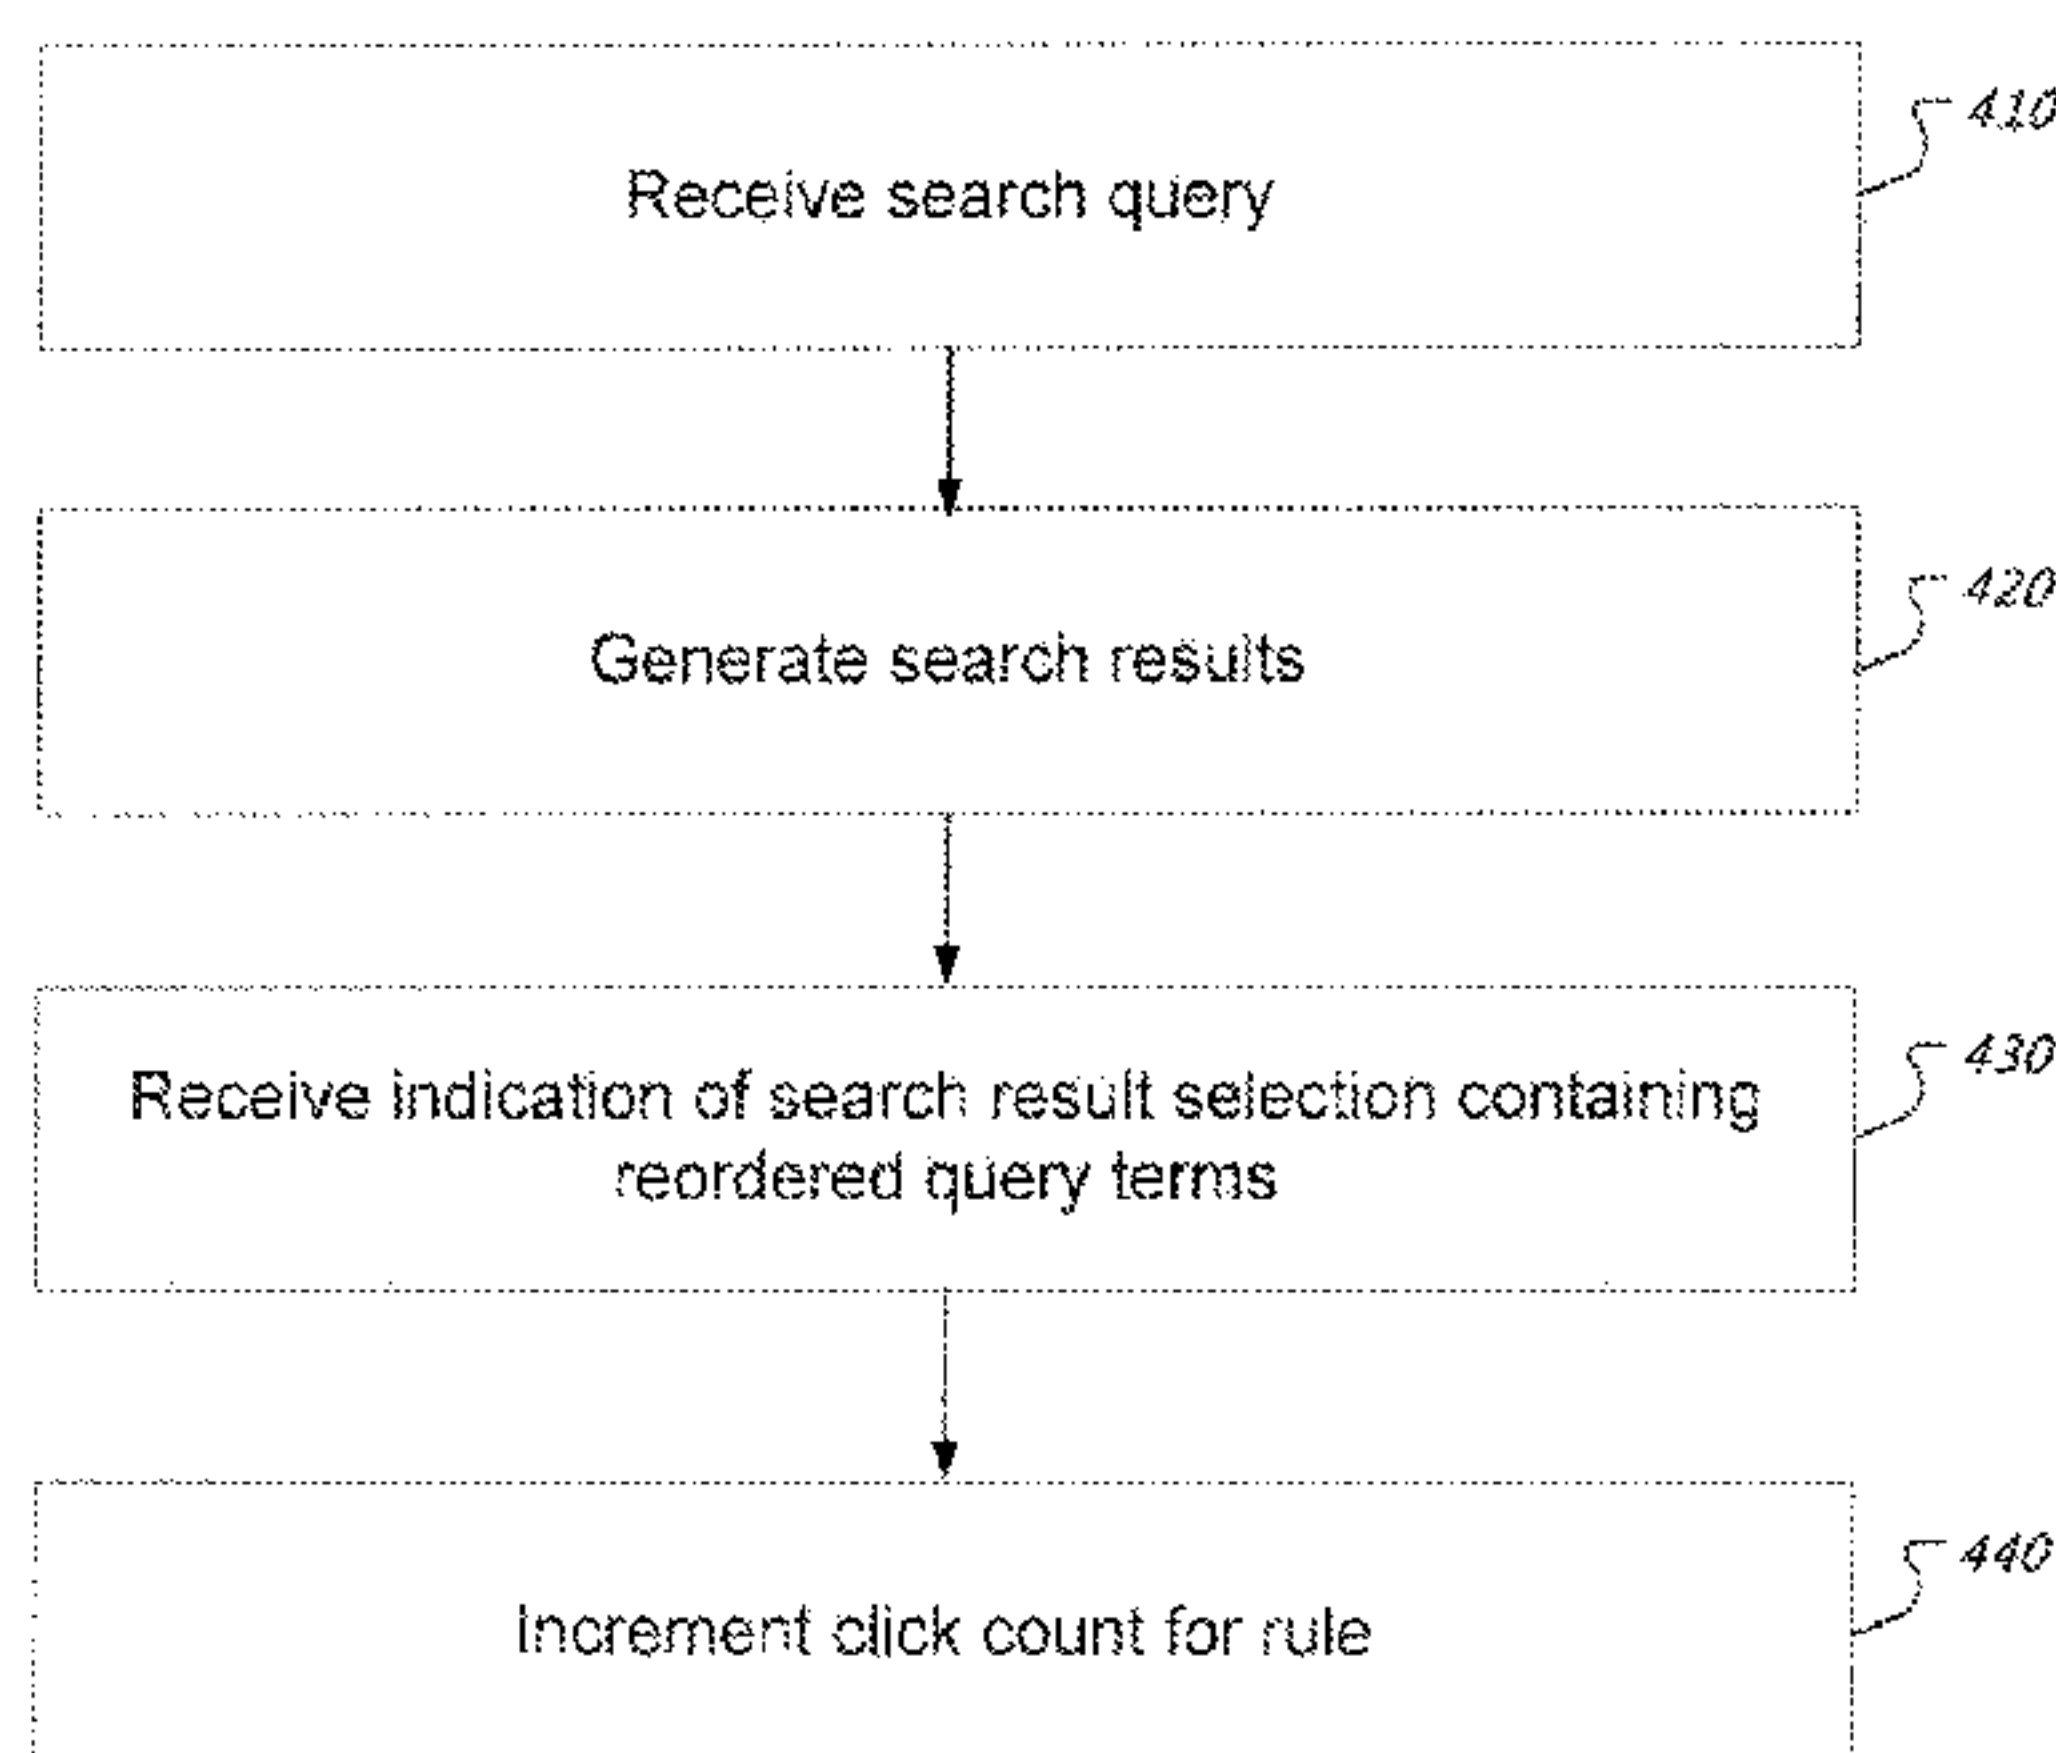 Receive search query
410
Generate search results
420
Receive indication of search result selection containing
reordered query terms
430
Increment click count for rule
440